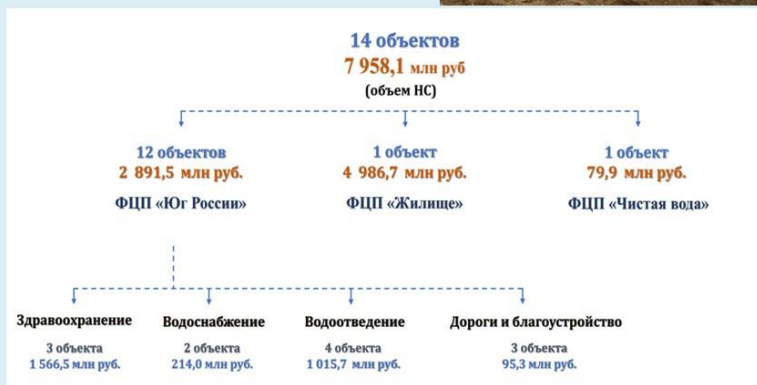 14 объектов
7 958,1 млн руб
(объем НС)
12 объектов
2 891,5 млн руб.
ФЦП «Юг России»
1 объект
4 986,7 млн руб.
ФЦП «Жилище»
1 объект
79,9 млн руб.
ФЦП «Чистая вода»
Здравоохранение
3 объекта
1 566,5 млн руб.
Водоснабжение
2 объекта
214,0 млн руб.
Водоотведение
4 объекта
1 015,7 млн руб.
Дороги и благоустройство
3 объекта
95,3 млн руб.